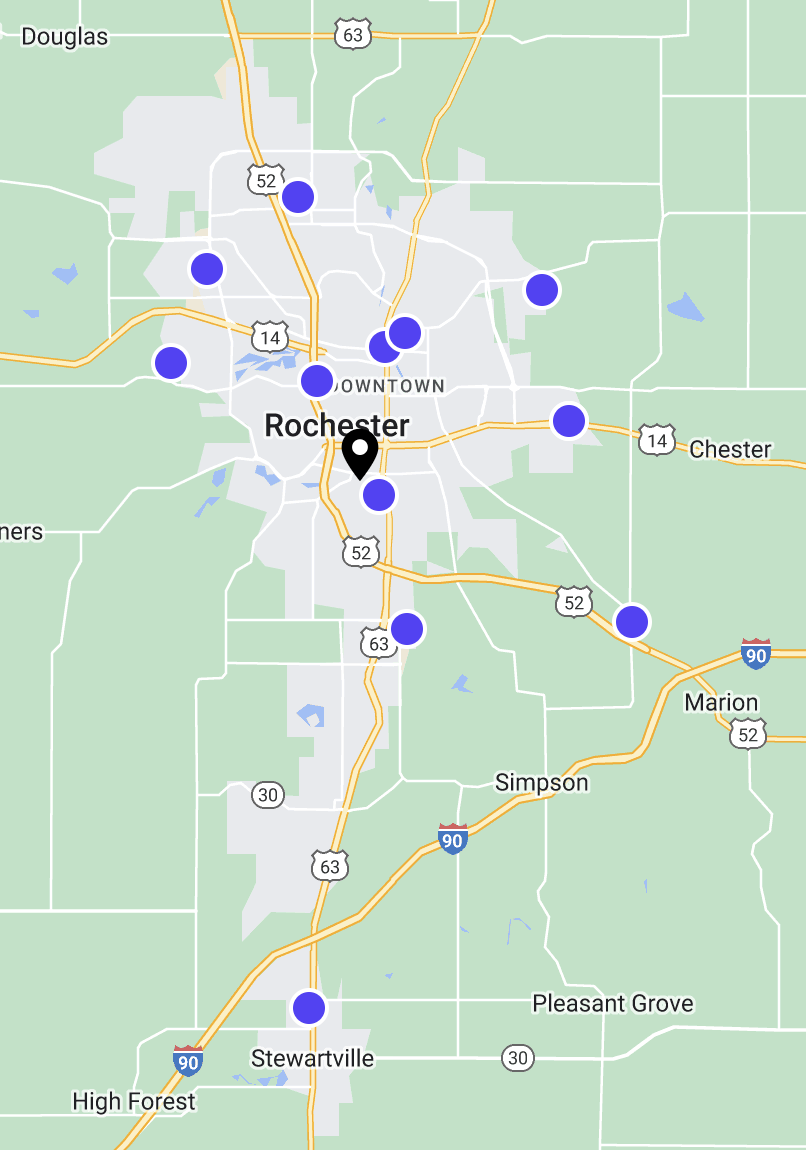 Douglas
63
52
14
DOWNTOWN
Rochester
14
Chester
ners
52
52
63
90
Marion
52
Simpson
30
90
63
Pleasant Grove
Stewartville
30
90
High Forest